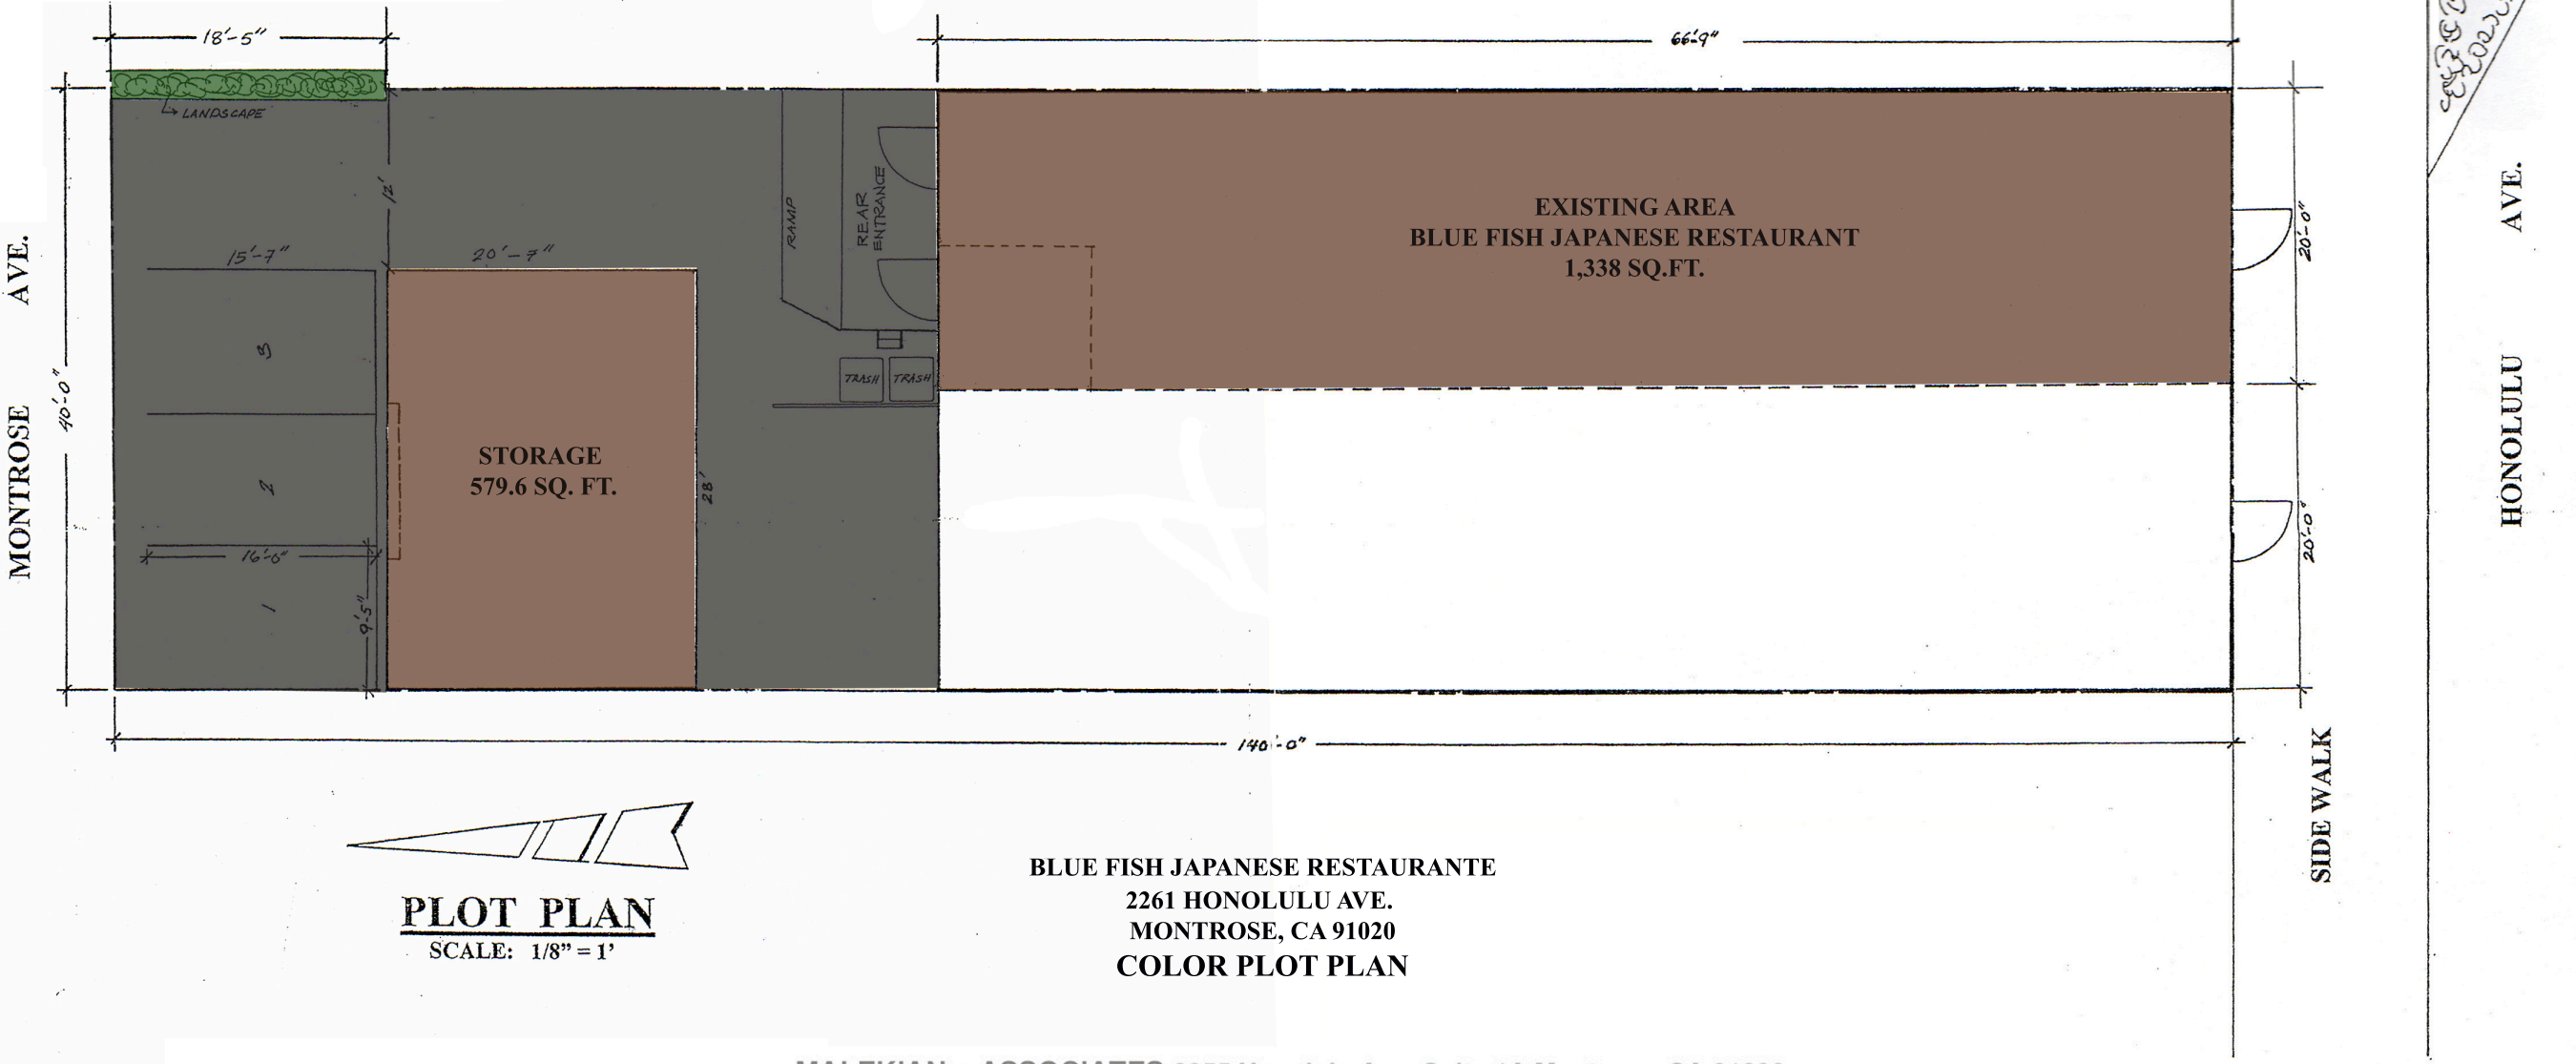 18'-5"
66'-9"
LANDSCAPE
12'
15'-7"
20'-7"
RAMP
REAR
ENTRANCE
EXISTING AREA
BLUE FISH JAPANESE RESTAURANT
1,338 SQ.FT.
20'-0"
MONTROSE AVE.
40'-0"
3
2
16'-0"
1
9'-5"
STORAGE
579.6 SQ. FT.
28'
TRASH
TRASH
20'-0"
HONOLULU AVE.
140'-0"
SIDE WALK
PLOT PLAN
SCALE: 1/8" = 1'
BLUE FISH JAPANESE RESTAURANTE
2261 HONOLULU AVE.
MONTROSE, CA 91020
COLOR PLOT PLAN